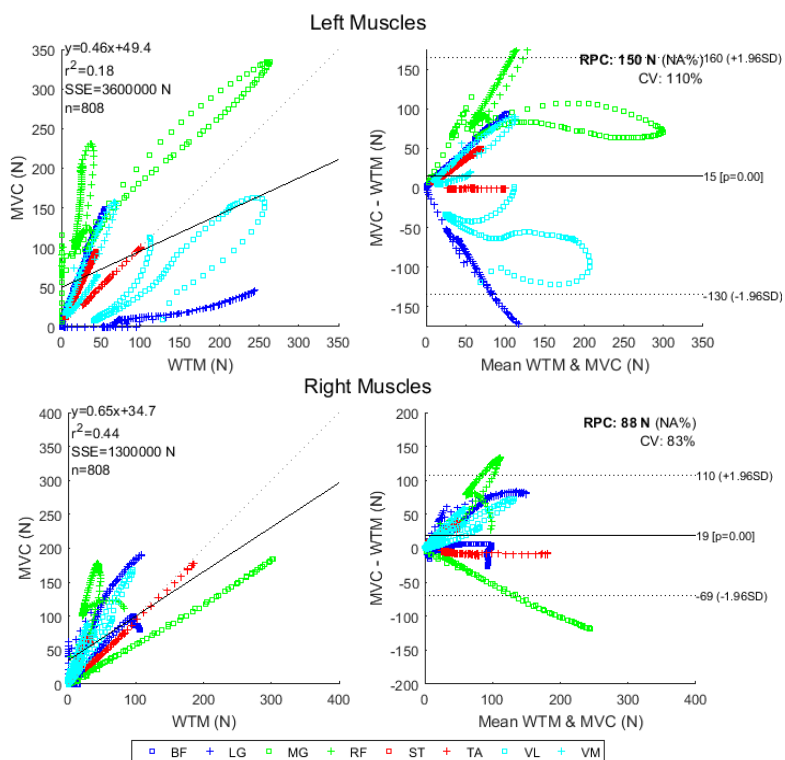 Left Muscles
y=0.46x+49.4
r²=0.18
SSE=3600000 N
n=808
350
300
250
200
150
100
50
0
MVC (N)
0 50 100 150 200 250 300 350
WTM (N)
RPC: 150 N (NA%)
CV: 110%
160 (+1.96SD)
15 [p=0.00]
-130 (-1.96SD)
150
100
50
0
-50
-100
-150
MVC - WTM (N)
0 50 100 150 200 250 300 350
Mean WTM & MVC (N)
Right Muscles
y=0.65x+34.7
r²=0.44
SSE=1300000 N
n=808
400
350
300
250
200
150
100
50
0
MVC (N)
0 100 200 300 400
WTM (N)
RPC: 88 N (NA%)
CV: 83%
110 (+1.96SD)
19 [p=0.00]
-69 (-1.96SD)
200
150
100
50
0
-50
-100
-150
-200
MVC - WTM (N)
0 100 200 300 400
Mean WTM & MVC (N)
BF LG MG RF ST TA VL VM